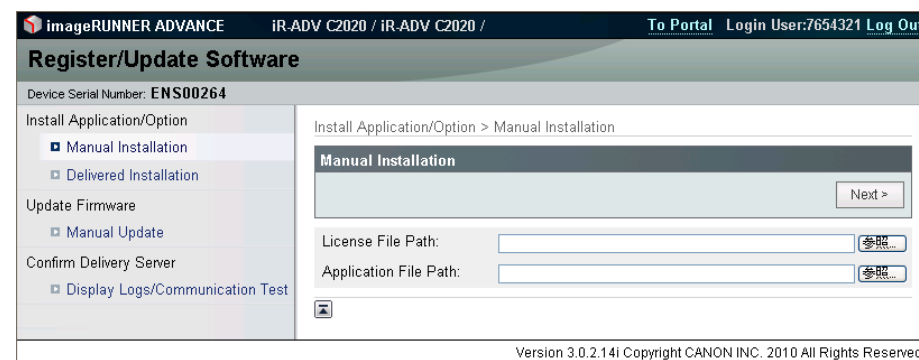 imageRUNNER ADVANCE iR-ADV C2020 / iR-ADV C2020 / To Portal Login User:7654321 Log Ou
Register/Update Software
Device Serial Number: ENS00264
Install Application/Option
Manual Installation
Delivered Installation
Update Firmware
Manual Update
Confirm Delivery Server
Display Logs/Communication Test
Install Application/Option > Manual Installation
Manual Installation
Next >
License File Path: 参照...
Application File Path: 参照...
Version 3.0.2.14i Copyright CANON INC. 2010 All Rights Reserved